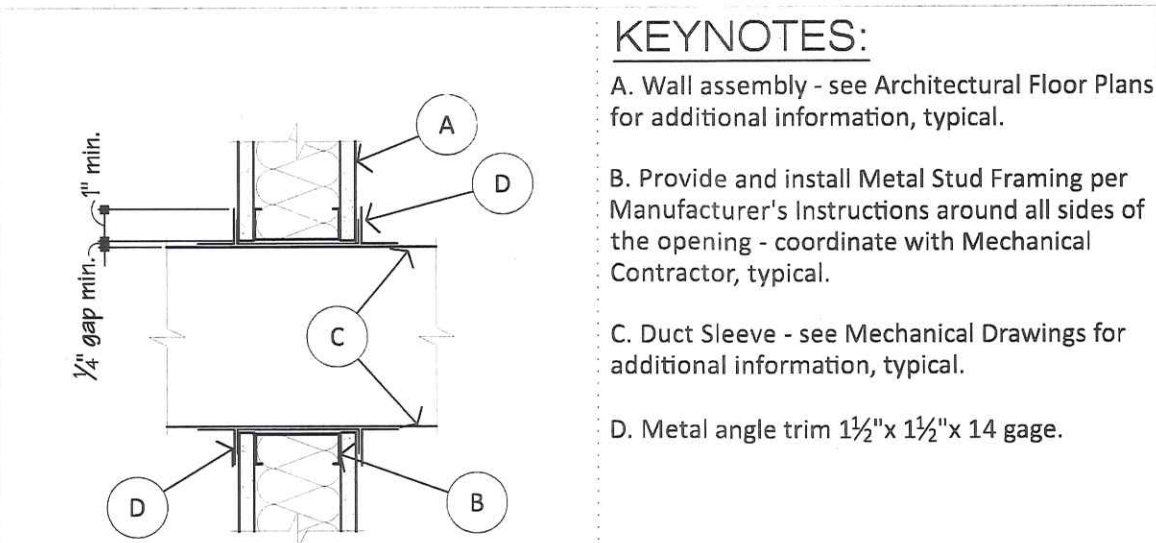 1" min.
¼" gap min.
A
D
C
D
B
KEYNOTES:
A. Wall assembly - see Architectural Floor Plans
for additional information, typical.
B. Provide and install Metal Stud Framing per
Manufacturer's Instructions around all sides of
the opening - coordinate with Mechanical
Contractor, typical.
C. Duct Sleeve - see Mechanical Drawings for
additional information, typical.
D. Metal angle trim 1½"x 1½"x 14 gage.